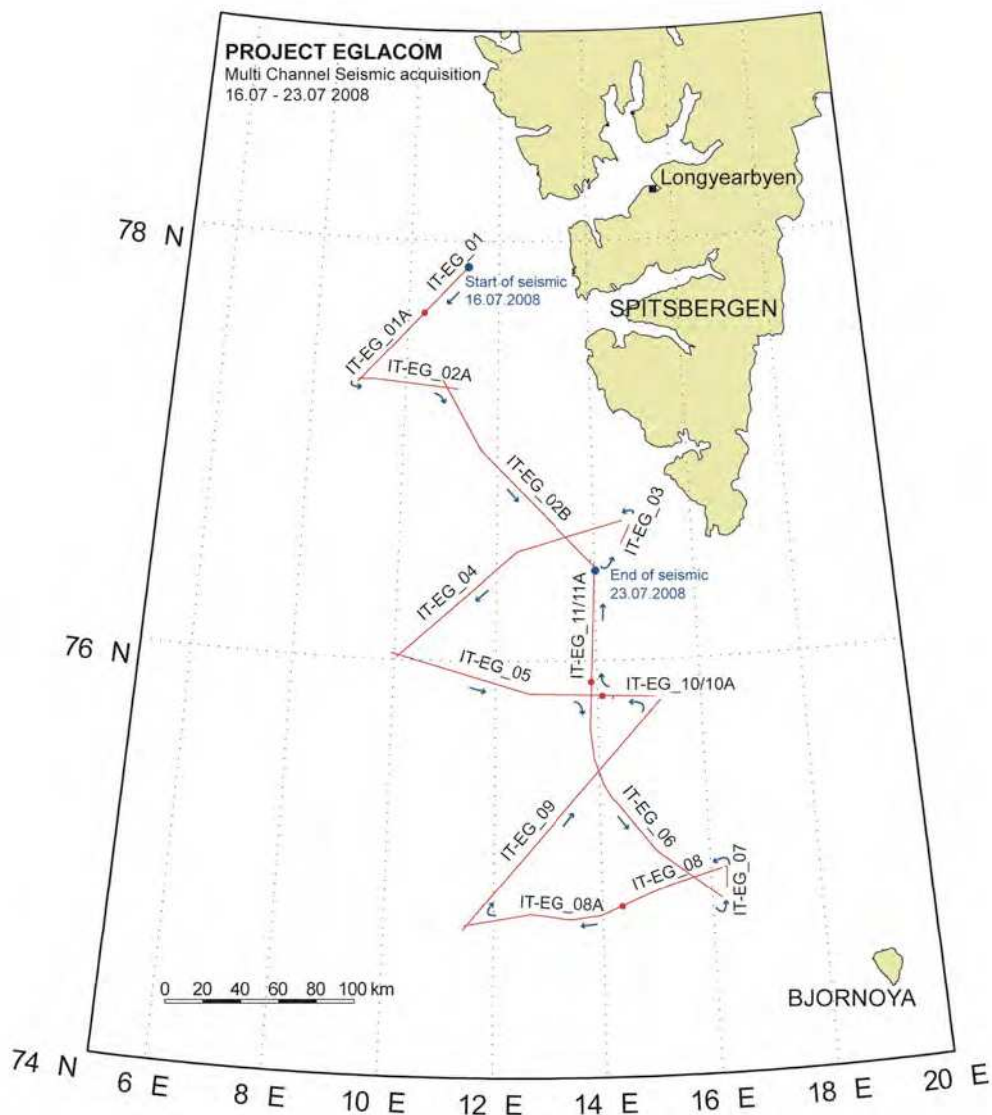 PROJECT EGLACOM
Multi Channel Seismic acquisition
16.07 - 23.07 2008
Longyearbyen
78 N
IT-EG_01
Start of seismic
16.07.2008
SPITSBERGEN
IT-EG_01A
IT-EG_02A
IT-EG_02B
IT-EG_03
End of seismic
23.07.2008
IT-EG_04
IT-EG_11/11A
76 N
IT-EG_05
IT-EG_10/10A
IT-EG_09
IT-EG_06
IT-EG_08
IT-EG_07
IT-EG_08A
0 20 40 60 80 100 km
BJORNOYA
74 N
6 E 8 E 10 E 12 E 14 E 16 E 18 E 20 E